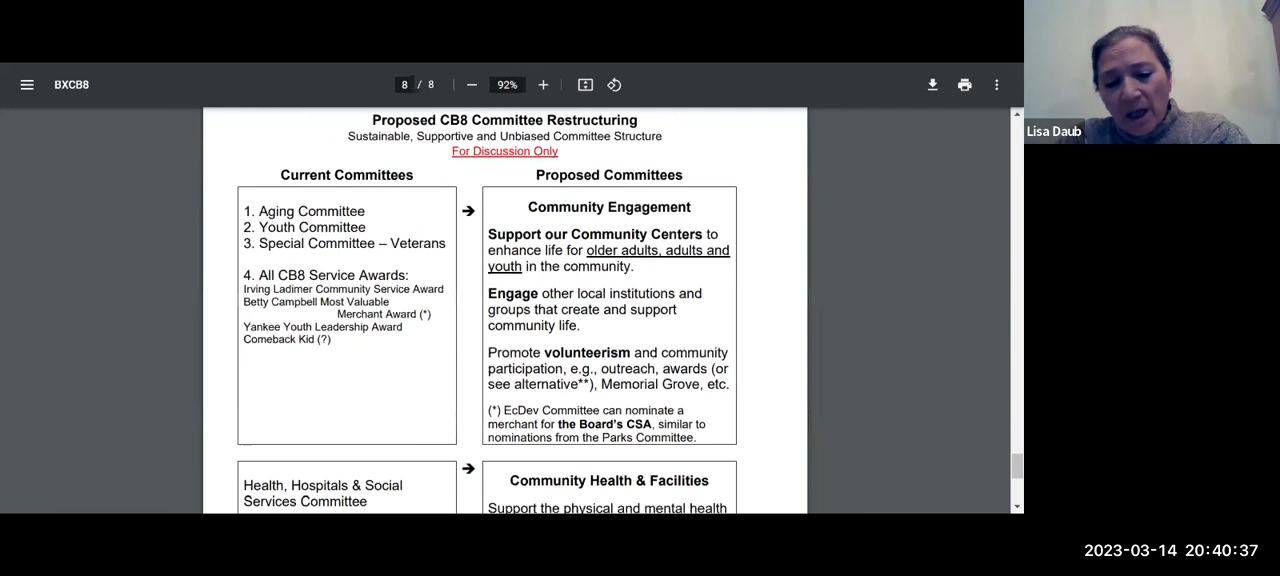 BXCB8
8 / 8
92%
Proposed CB8 Committee Restructuring
Sustainable, Supportive and Unbiased Committee Structure
For Discussion Only
Current Committees
1. Aging Committee
2. Youth Committee
3. Special Committee – Veterans
4. All CB8 Service Awards:
Irving Ladimer Community Service Award
Betty Campbell Most Valuable
Merchant Award (*)
Yankee Youth Leadership Award
Comeback Kid (?)
Proposed Committees
Community Engagement
Support our Community Centers to
enhance life for older adults, adults and
youth in the community.
Engage other local institutions and
groups that create and support
community life.
Promote volunteerism and community
participation, e.g., outreach, awards (or
see alternative**), Memorial Grove, etc.
(*) EcDev Committee can nominate a
merchant for the Board's CSA, similar to
nominations from the Parks Committee.
Health, Hospitals & Social
Services Committee
Community Health & Facilities
Support the physical and mental health
Lisa Daub
2023-03-14 20:40:37